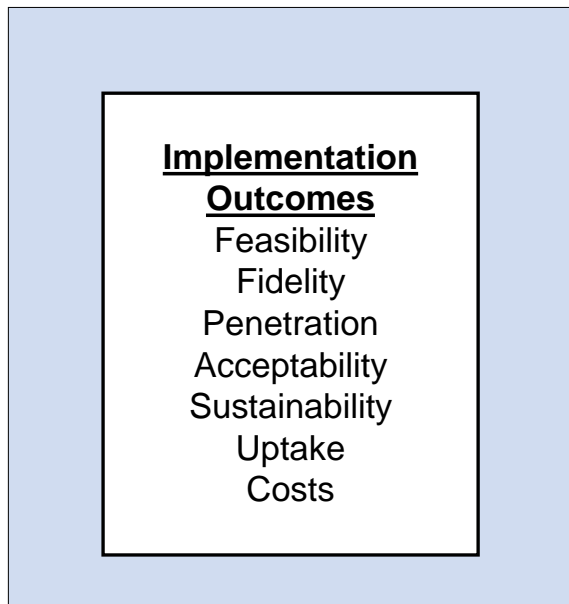 Implementation
Outcomes
Feasibility
Fidelity
Penetration
Acceptability
Sustainability
Uptake
Costs